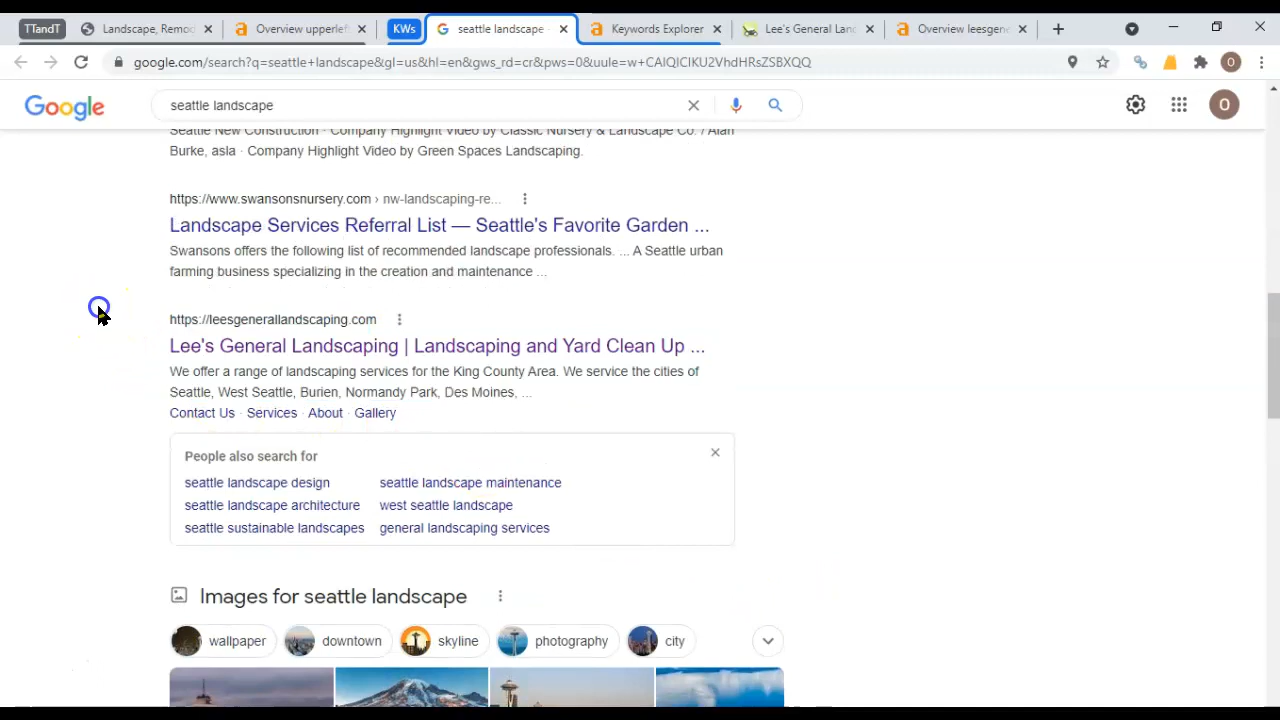 TTandT
Landscape, Remod
Overview upperleft
KWs
seattle landscape -
Keywords Explorer
Lee's General Land
Overview leesgene
google.com/search?q=seattle+landscape&gl=us&hl=en&gws_rd=cr&pws=0&uule=w+CAIQICIKU2VhdHRsZSBXQQ
O
Google
seattle landscape
O
Seattle New Construction · Company Highlight Video by Classic Nursery & Landscape Co. / Alan
Burke, asla · Company Highlight Video by Green Spaces Landscaping.
https://www.swansonsnursery.com › nw-landscaping-re...
Landscape Services Referral List — Seattle's Favorite Garden ...
Swansons offers the following list of recommended landscape professionals. ... A Seattle urban
farming business specializing in the creation and maintenance ...
https://leesgenerallandscaping.com
Lee's General Landscaping | Landscaping and Yard Clean Up ...
We offer a range of landscaping services for the King County Area. We service the cities of
Seattle, West Seattle, Burien, Normandy Park, Des Moines, ...
Contact Us · Services · About · Gallery
People also search for
seattle landscape design
seattle landscape maintenance
seattle landscape architecture
west seattle landscape
seattle sustainable landscapes
general landscaping services
Images for seattle landscape
wallpaper
downtown
skyline
photography
city